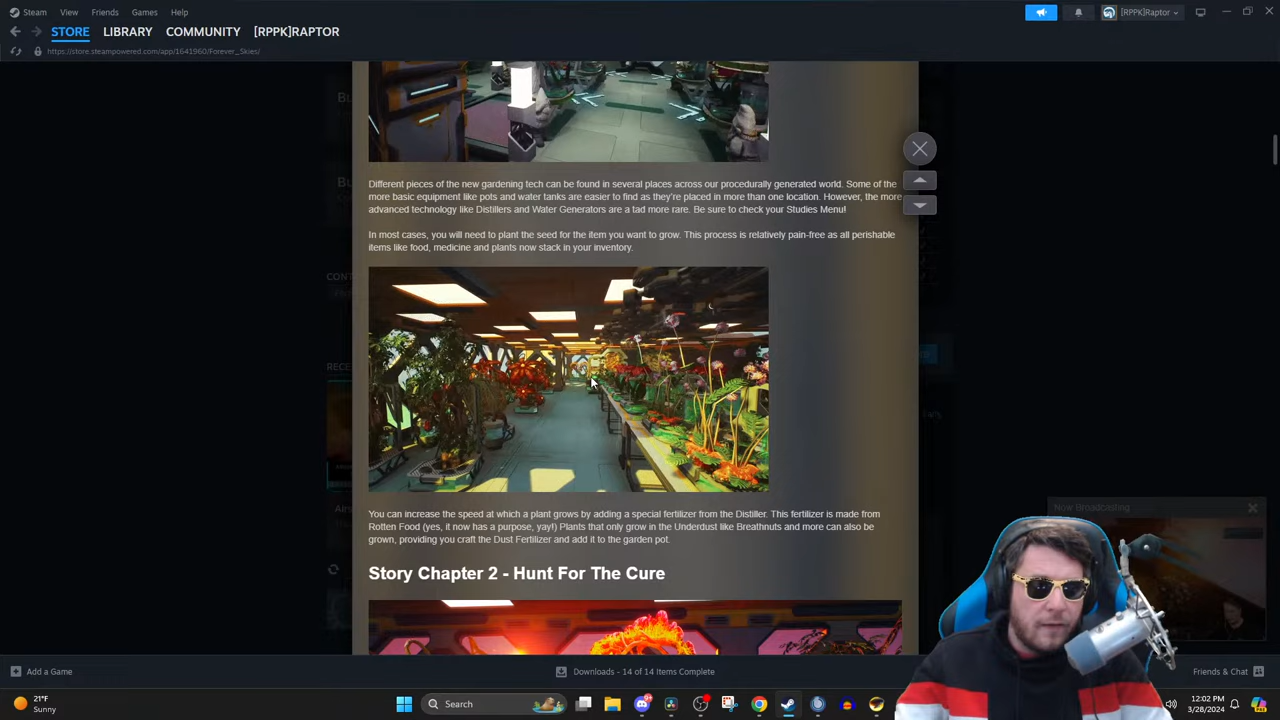 Steam View Friends Games Help
[RPPK]Raptor
STORE LIBRARY COMMUNITY [RPPK]RAPTOR
https://store.steampowered.com/app/1641960/Forever_Skies/
Different pieces of the new gardening tech can be found in several places across our procedurally generated world. Some of the
more basic equipment like pots and water tanks are easier to find as they're placed in more than one location. However, the more
advanced technology like Distillers and Water Generators are a tad more rare. Be sure to check your Studies Menu!
In most cases, you will need to plant the seed for the item you want to grow. This process is relatively pain-free as all perishable
items like food, medicine and plants now stack in your inventory.
You can increase the speed at which a plant grows by adding a special fertilizer from the Distiller. This fertilizer is made from
Rotten Food (yes, it now has a purpose, yay!) Plants that only grow in the Underdust like Breathnuts and more can also be
grown, providing you craft the Dust Fertilizer and add it to the garden pot.
Now Broadcasting
Story Chapter 2 - Hunt For The Cure
Add a Game
Downloads - 14 of 14 Items Complete
Friends & Chat
21°F
Sunny
Search
9+
12:02 PM
3/28/2024